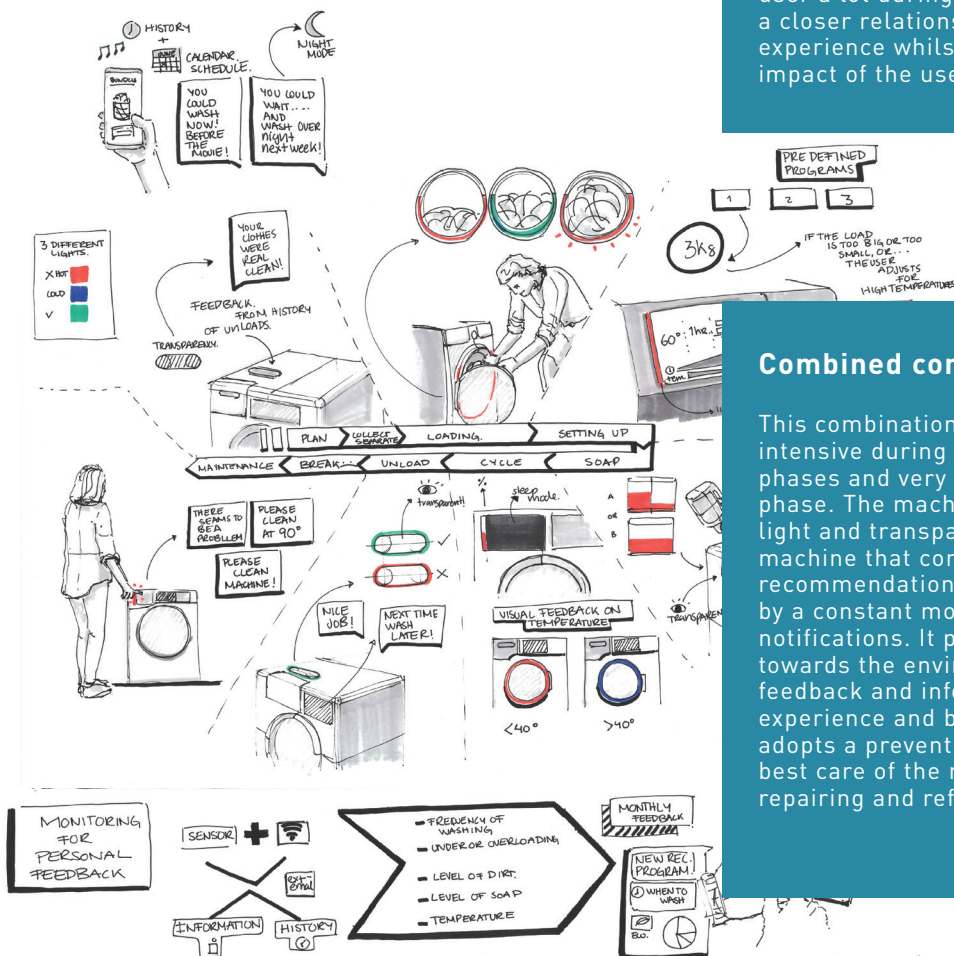 user a lot during
a closer relations
experience whils
impact of the use
HISTORY
+
CALENDAR
SCHEDULE.
NIGHT
MODE
BUNDLES
YOU
COULD
WASH
NOW!
BEFORE
THE
MOVIE!
YOU COULD
WAIT....
AND
WASH OVER
night
next week!
PRE DEFINED
PROGRAMS
1
2
3
3Kg
IF THE LOAD
IS TOO BIG OR TOO
SMALL, OR...
THE USER
ADJUSTS
FOR
HIGH TEMPERATURES
3 DIFFERENT
LIGHTS.
X HOT
COLD
✓
YOUR
CLOTHES
WERE
REAL
CLEAN!
FEEDBACK.
FROM HISTORY
OF UNLOADS.
TRANSPARENCY.
60° 1hr.
tem.
PLAN
COLLECT
SEPARATE
LOADING.
SETTING UP
MAINTENANCE
BREAK....
UNLOAD
CYCLE
SOAP
THERE
SEAMS TO
BE A
PROBLLEM
PLEASE
CLEAN
AT 90°
PLEASE
CLEAN
MACHINE!
transparent!
✓
X
NICE
JOB!
NEXT TIME
WASH
LATER!
%
sleep
mode.
A
OR
B
VISUAL FEEDBACK ON
TEMPERATURE
<40°
>40°
TRANSPAREN
Combined con
This combination
intensive during
phases and very
phase. The mach
light and transpa
machine that con
recommendation
by a constant mo
notifications. It p
towards the envir
feedback and info
experience and b
adopts a prevent
best care of the r
repairing and ref
MONITORING
FOR
PERSONAL
FEEDBACK
SENSOR
+
ext-
ernal
INFORMATION
i
HISTORY
- FREQUENCY OF
WASHING
- UNDER OR OVERLOADING
- LEVEL OF DIRT.
- LEVEL OF SOAP
- TEMPERATURE
MONTHLY
FEEDBACK
NEW REC.
PROGRAM.
WHEN TO
WASH